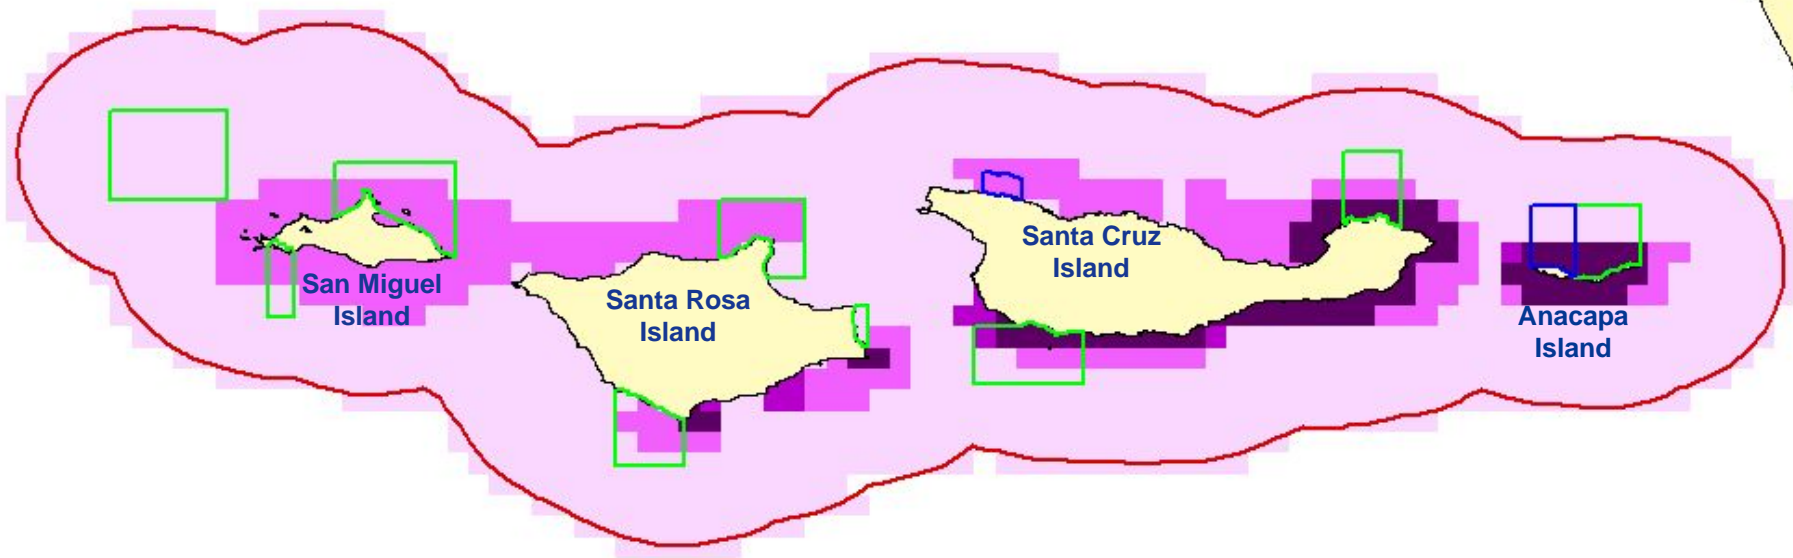 San Miguel
Island
Santa Rosa
Island
Santa Cruz
Island
Anacapa
Island